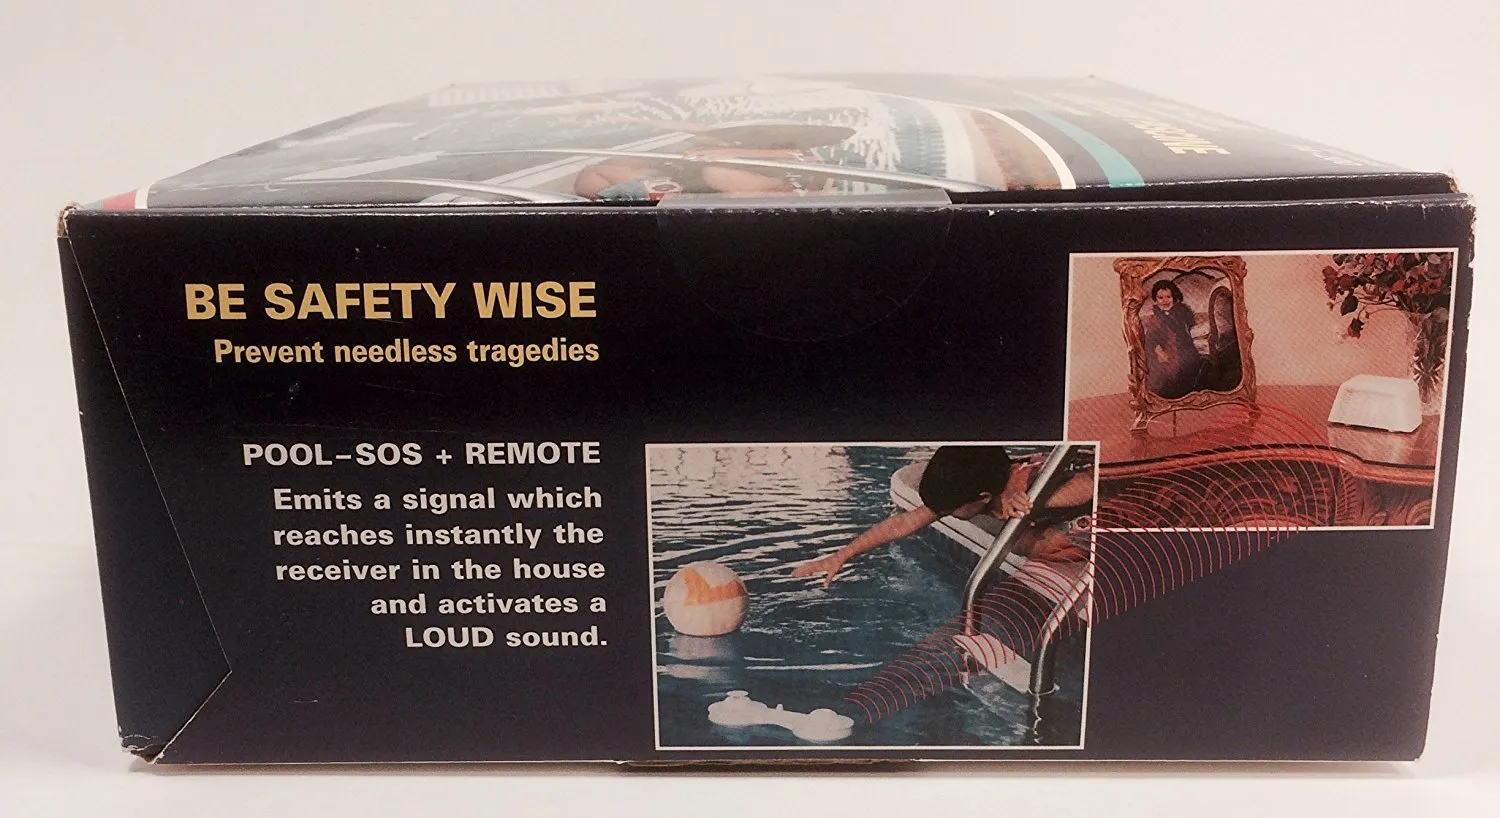 BE SAFETY WISE
Prevent needless tragedies
POOL-SOS + REMOTE
Emits a signal which
reaches instantly the
receiver in the house
and activates a
LOUD sound.